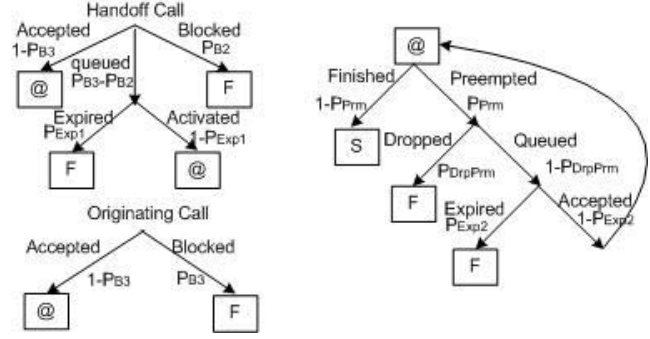 Handoff Call
Accepted
1-PB3
Blocked
PB2
queued
PB3-PB2
@
F
Expired
PExp1
Activated
1-PExp1
F
@
Originating Call
Accepted
Blocked
1-PB3
PB3
@
F
@
Finished
Preempted
1-PPrm
PPrm
S
Dropped
Queued
PDrpPrm
1-PDrpPrm
F
Expired
PExp2
Accepted
1-PExp2
F